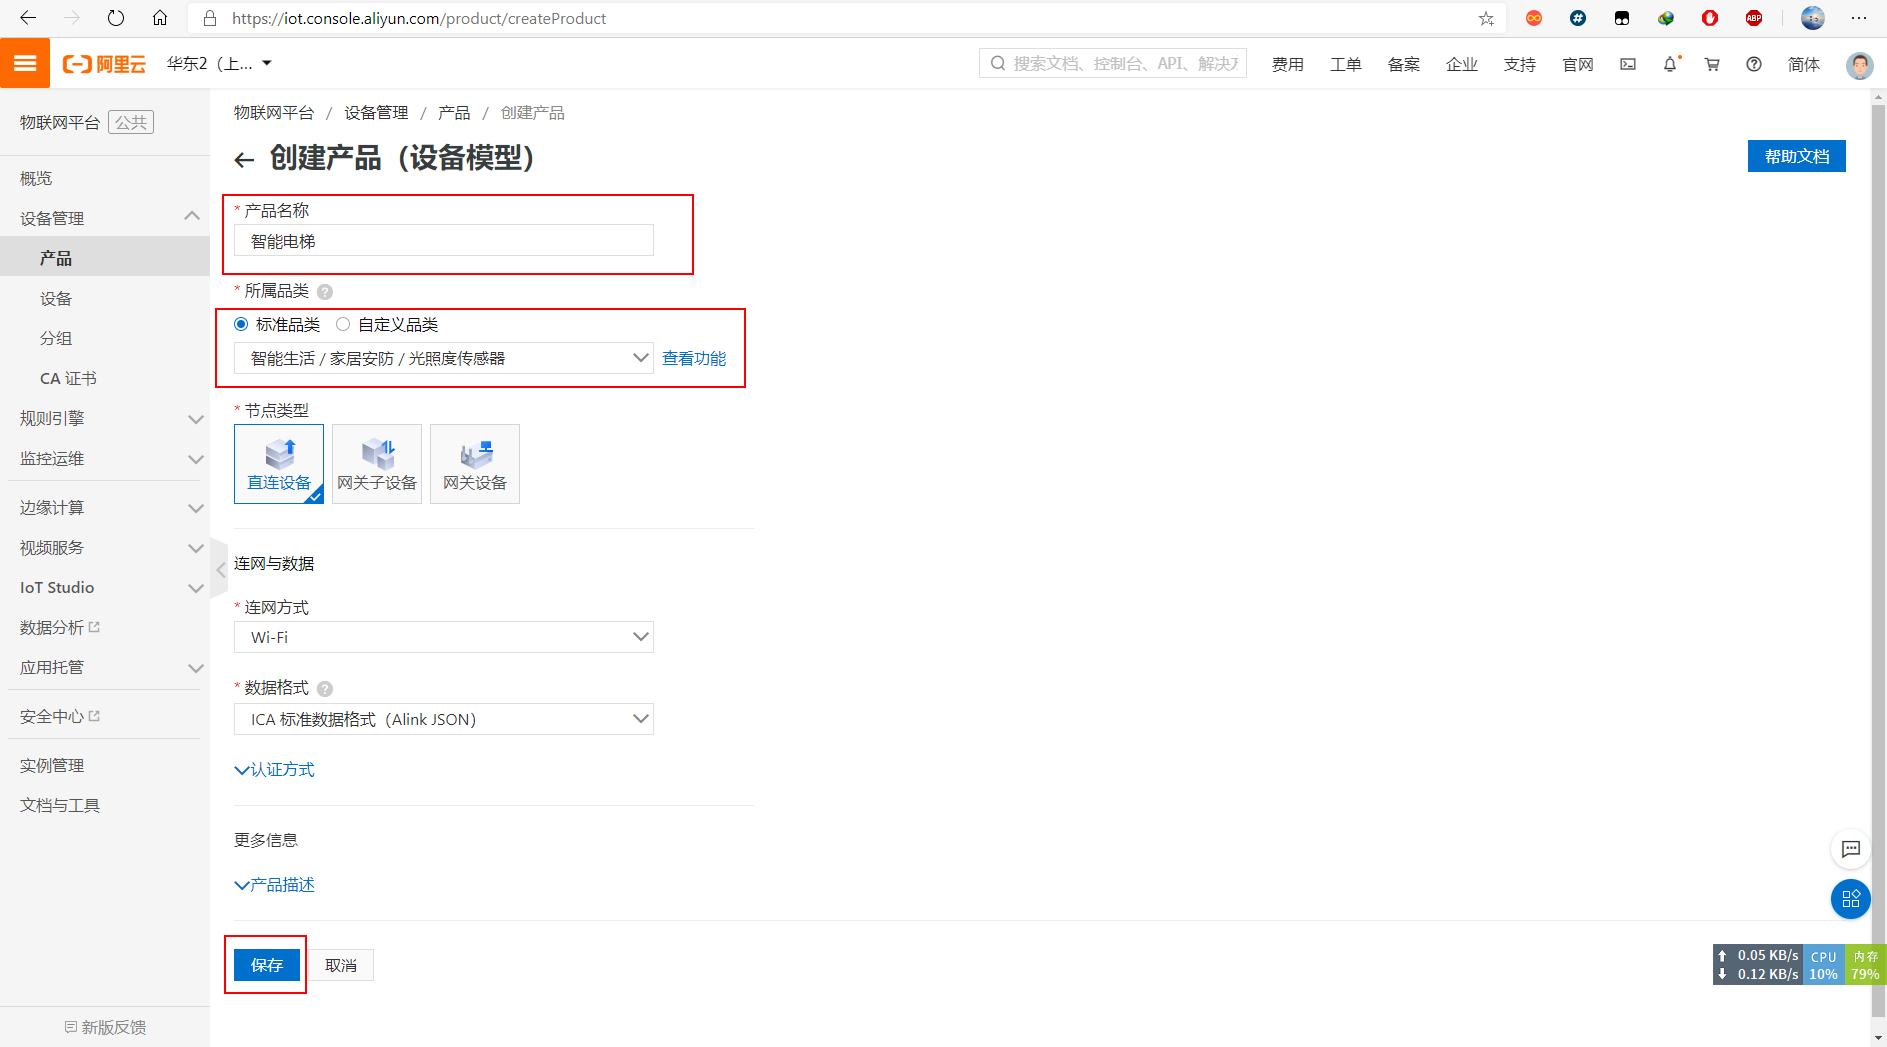 https://iot.console.aliyun.com/product/createProduct
ABP
阿里云 华东2（上... 搜索文档、控制台、API、解决方 费用 工单 备案 企业 支持 官网 简体
物联网平台 公共
概览
设备管理
产品
设备
分组
CA 证书
规则引擎
监控运维
边缘计算
视频服务
IoT Studio
数据分析
应用托管
安全中心
实例管理
文档与工具
新版反馈
物联网平台 / 设备管理 / 产品 / 创建产品
创建产品（设备模型）
帮助文档
* 产品名称
智能电梯
* 所属品类 ?
标准品类 自定义品类
智能生活 / 家居安防 / 光照度传感器 查看功能
* 节点类型
直连设备 网关子设备 网关设备
连网与数据
* 连网方式
Wi-Fi
* 数据格式 ?
ICA 标准数据格式（Alink JSON）
认证方式
更多信息
产品描述
保存 取消
0.05 KB/s CPU 内存
0.12 KB/s 10% 79%